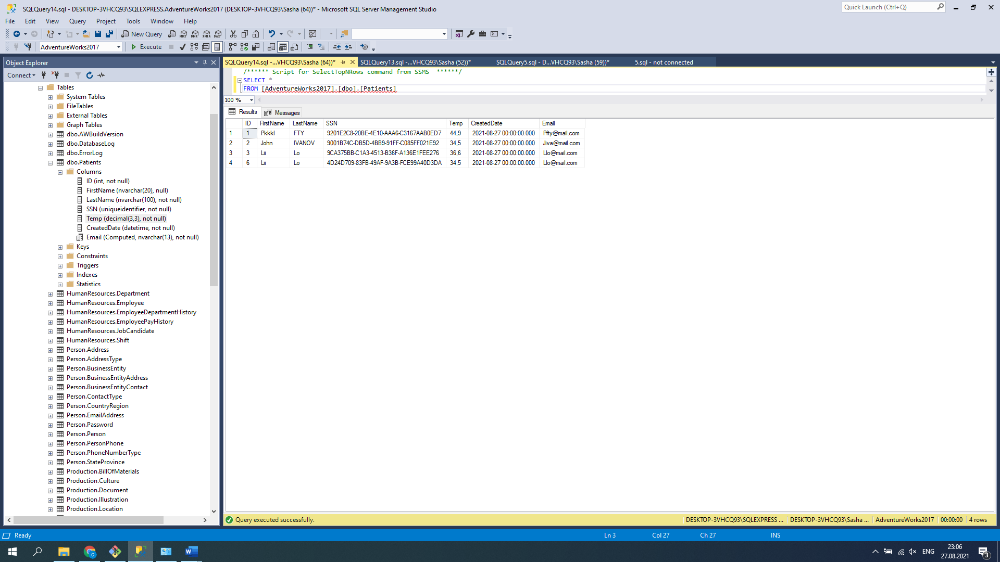 SQLQuery14.sql - DESKTOP-3VHCQ93\SQLEXPRESS.AdventureWorks2017 (DESKTOP-3VHCQ93\Sasha (64))* - Microsoft SQL Server Management Studio
Quick Launch (Ctrl+Q)
File Edit View Query Project Tools Window Help
New Query MDX DMX XMLA DAX
AdventureWorks2017 Execute
Object Explorer
Connect
Tables
System Tables
FileTables
External Tables
Graph Tables
dbo.AWBuildVersion
dbo.DatabaseLog
dbo.ErrorLog
dbo.Patients
Columns
ID (int, not null)
FirstName (nvarchar(20), null)
LastName (nvarchar(100), not null)
SSN (uniqueidentifier, not null)
Temp (decimal(3,3), not null)
CreatedDate (datetime, not null)
Email (Computed, nvarchar(13), not null)
Keys
Constraints
Triggers
Indexes
Statistics
HumanResources.Department
HumanResources.Employee
HumanResources.EmployeeDepartmentHistory
HumanResources.EmployeePayHistory
HumanResources.JobCandidate
HumanResources.Shift
Person.Address
Person.AddressType
Person.BusinessEntity
Person.BusinessEntityAddress
Person.BusinessEntityContact
Person.ContactType
Person.CountryRegion
Person.EmailAddress
Person.Password
Person.Person
Person.PersonPhone
Person.PhoneNumberType
Person.StateProvince
Production.BillOfMaterials
Production.Culture
Production.Document
Production.Illustration
Production.Location
SQLQuery14.sql -...VHCQ93\Sasha (64))* SQLQuery13.sql -...VHCQ93\Sasha (52))* SQLQuery5.sql - D...VHCQ93\Sasha (59))* 5.sql - not connected
/****** Script for SelectTopNRows command from SSMS  ******/
SELECT *
FROM [AdventureWorks2017].[dbo].[Patients]
100 %
Results Messages
ID FirstName LastName SSN Temp CreatedDate Email
1 1 Pkkkl FTY 9201E2C8-20BE-4E10-AAA6-C3167AAB0ED7 44,9 2021-08-27 00:00:00.000 Pfty@mail.com
2 2 John IVANOV 9001B74C-DB5D-4BB9-91FF-C085FF021E92 34,5 2021-08-27 00:00:00.000 Jiva@mail.com
3 3 Lii Lo 9CA375BB-C1A3-4513-B36F-A136E1FEE276 36,6 2021-08-27 00:00:00.000 Llo@mail.com
4 6 Lii Lo 4D24D709-83FB-49AF-9A3B-FCE99A40D3DA 34,5 2021-08-27 00:00:00.000 Llo@mail.com
Query executed successfully. DESKTOP-3VHCQ93\SQLEXPRESS ... DESKTOP-3VHCQ93\Sasha ... AdventureWorks2017 00:00:00 4 rows
Ready Ln 3 Col 27 Ch 27 INS
ENG 23:06
27.08.2021 3